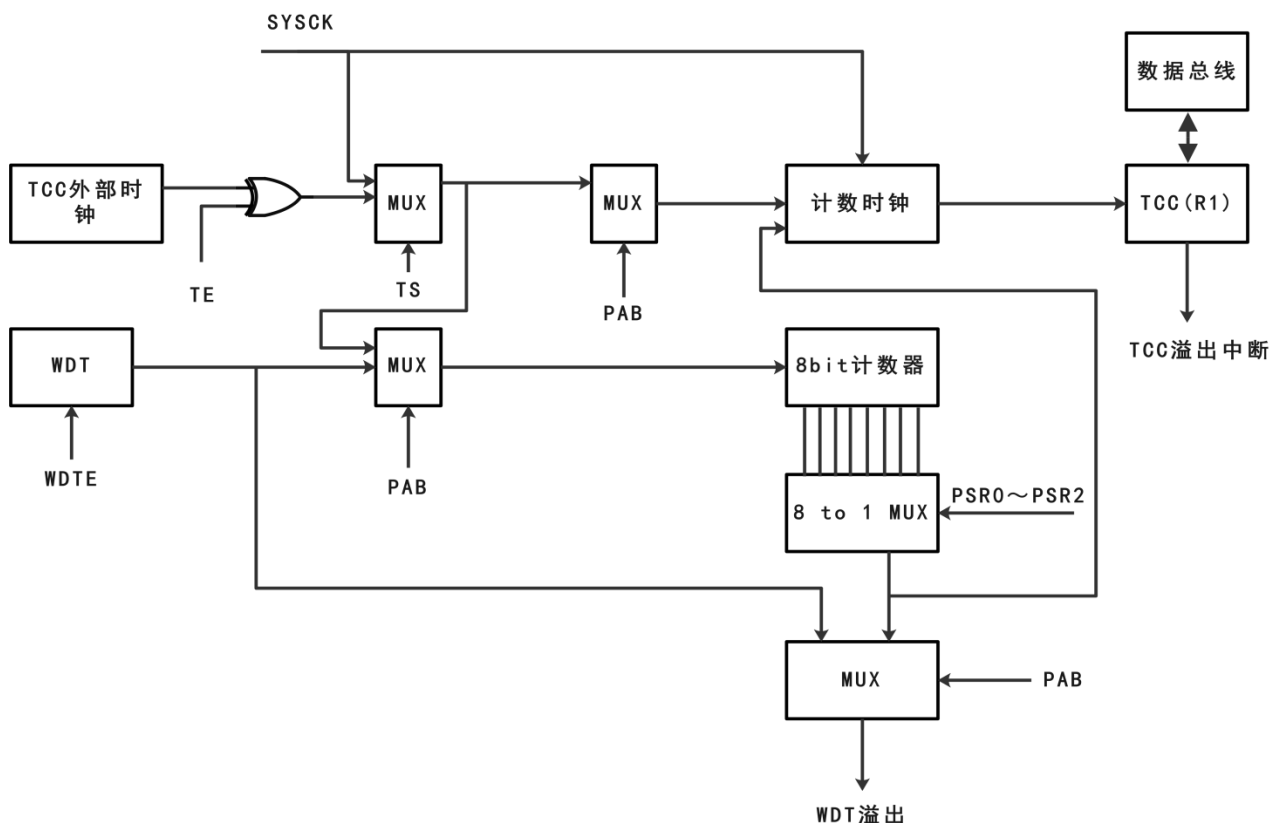 SYSCK
数据总线
TCC外部时
钟
MUX
MUX
计数时钟
TCC(R1)
TE
TS
PAB
WDT
MUX
8bit计数器
TCC溢出中断
WDTE
PAB
8 to 1 MUX
PSR0～PSR2
MUX
PAB
WDT溢出